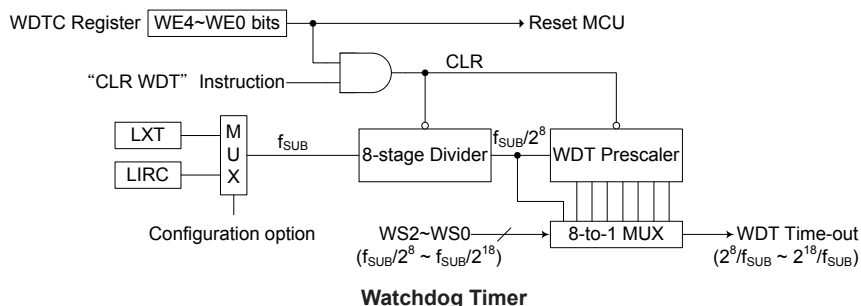 WDTC Register WE4~WE0 bits Reset MCU
CLR
“CLR WDT” Instruction
LXT
LIRC
M
U
X
fSUB
8-stage Divider
fSUB/2^8
WDT Prescaler
Configuration option
WS2~WS0
(fSUB/2^8 ~ fSUB/2^18)
8-to-1 MUX
WDT Time-out
(2^8/fSUB ~ 2^18/fSUB)
Watchdog Timer